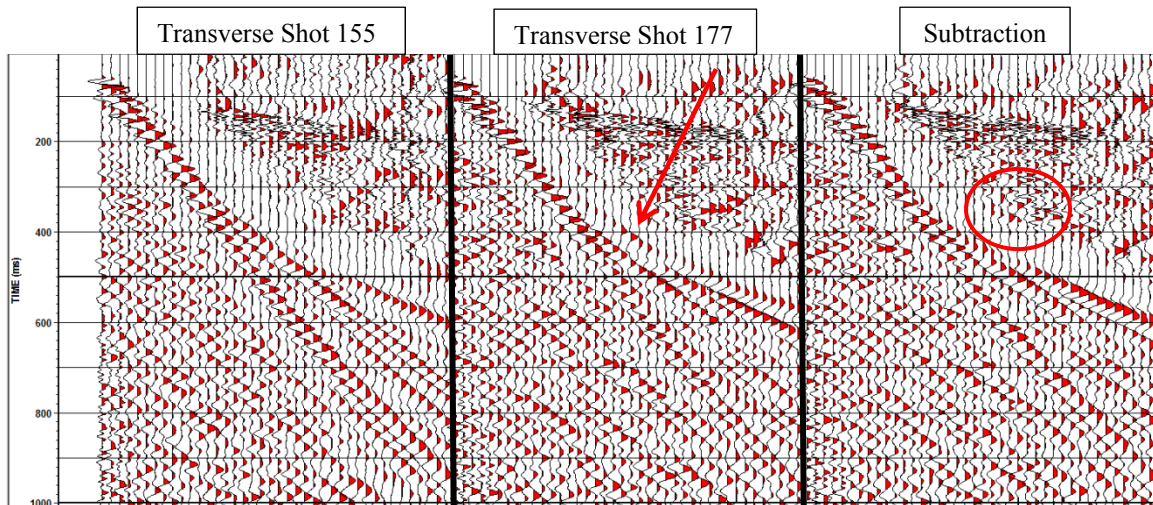 Transverse Shot 155
Transverse Shot 177
Subtraction
TIME (ms)
200
400
600
800
1000